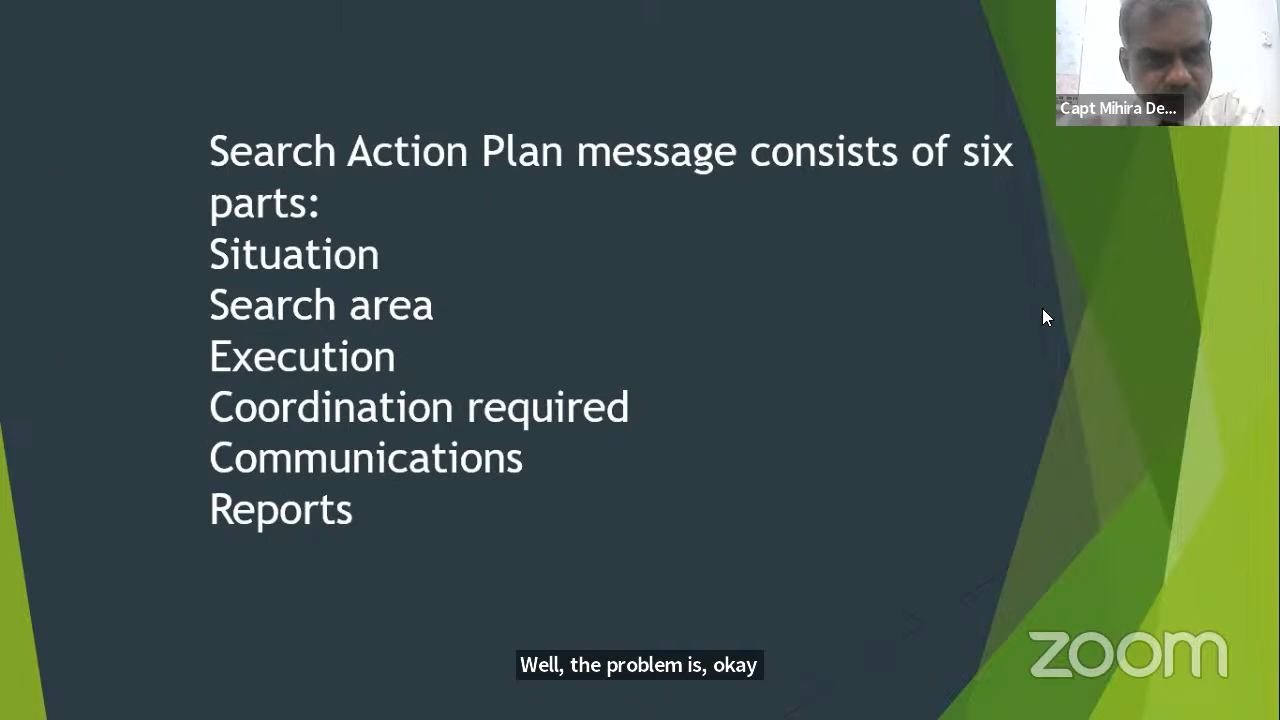 Capt Mihira De...
Search Action Plan message consists of six
parts:
Situation
Search area
Execution
Coordination required
Communications
Reports
zoom
Well, the problem is, okay